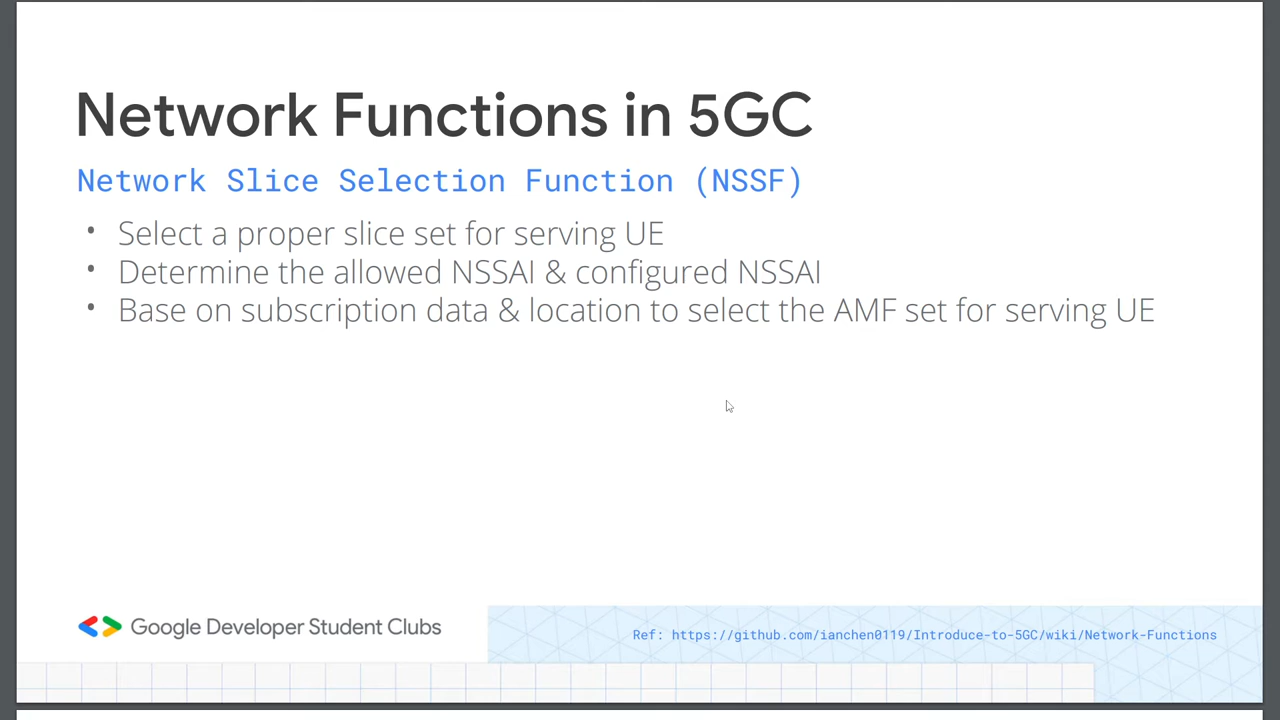 Network Functions in 5GC
Network Slice Selection Function (NSSF)
• Select a proper slice set for serving UE
• Determine the allowed NSSAI & configured NSSAI
• Base on subscription data & location to select the AMF set for serving UE
Google Developer Student Clubs
Ref: https://github.com/ianchen0119/Introduce-to-5GC/wiki/Network-Functions